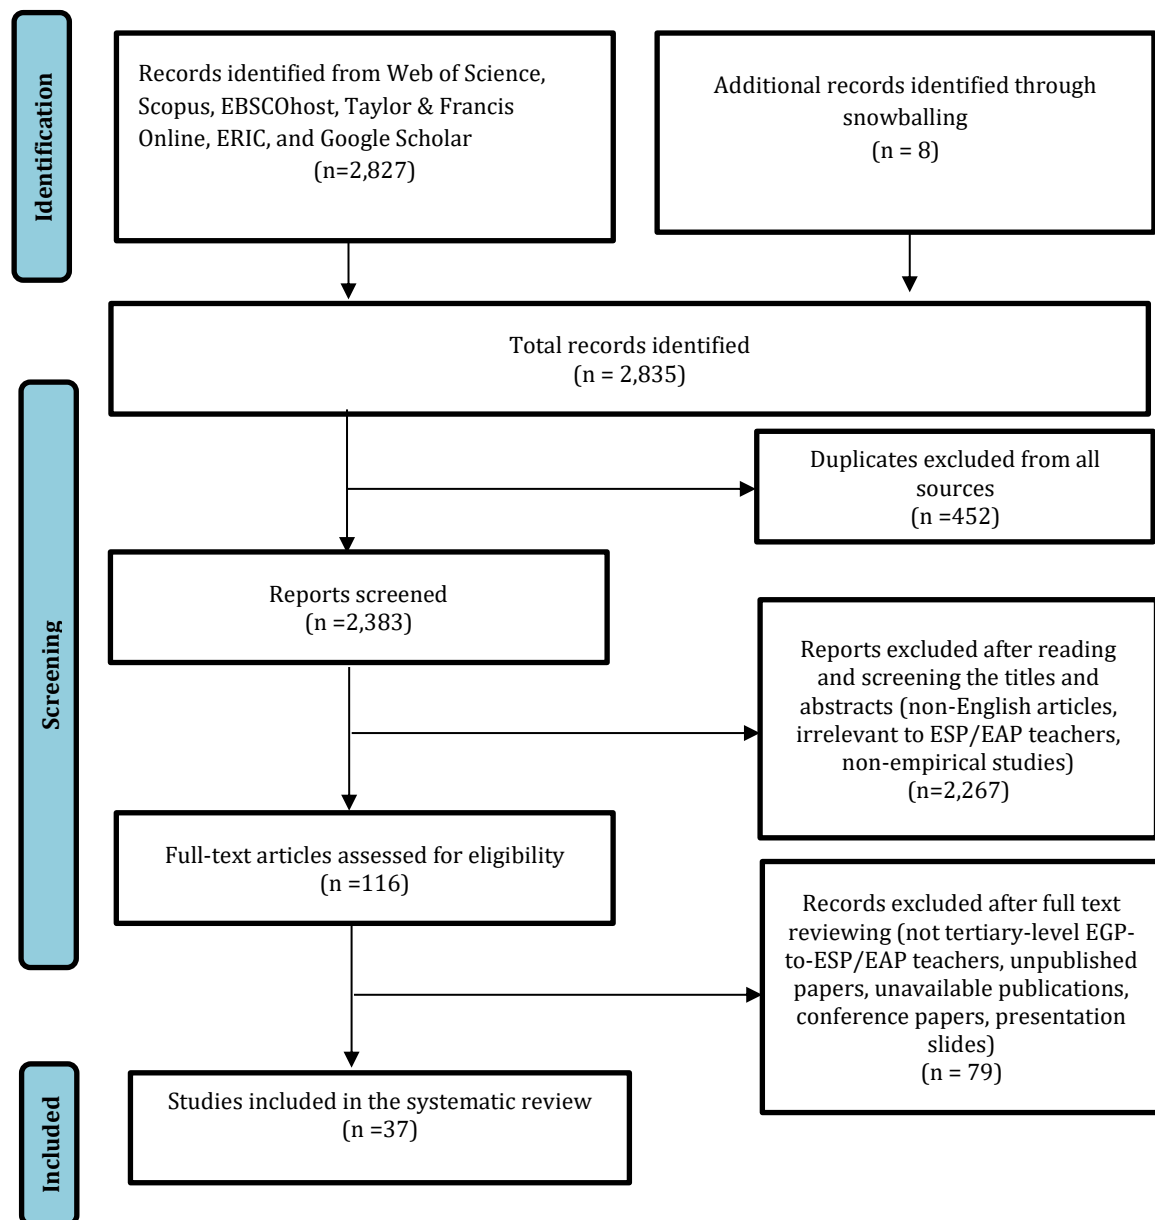 Identification
Records identified from Web of Science,
Scopus, EBSCOhost, Taylor & Francis
Online, ERIC, and Google Scholar
(n=2,827)
Additional records identified through
snowballing
(n = 8)
Total records identified
(n = 2,835)
Screening
Duplicates excluded from all
sources
(n =452)
Reports screened
(n =2,383)
Reports excluded after reading
and screening the titles and
abstracts (non-English articles,
irrelevant to ESP/EAP teachers,
non-empirical studies)
(n=2,267)
Full-text articles assessed for eligibility
(n =116)
Records excluded after full text
reviewing (not tertiary-level EGP-
to-ESP/EAP teachers, unpublished
papers, unavailable publications,
conference papers, presentation
slides)
(n = 79)
Included
Studies included in the systematic review
(n =37)